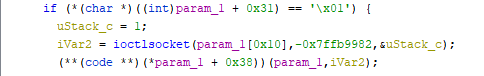 if (*(char *)((int)param_1 + 0x31) == '\x01') {
uStack_c = 1;
iVar2 = ioctlsocket(param_1[0x10],-0x7ffb9982,&uStack_c);
(**(code **)(*param_1 + 0x38))(param_1,iVar2);